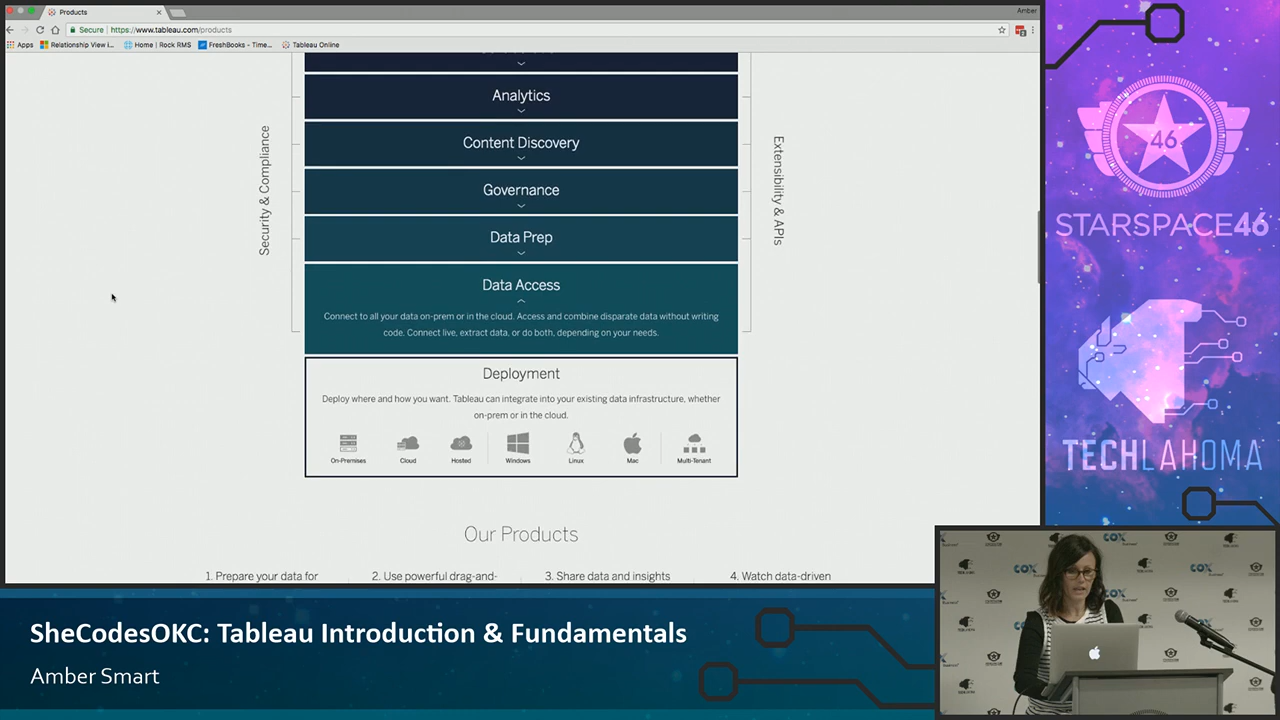 Products
Amber
Secure
https://www.tableau.com/products
Apps
Relationship View i...
Home | Rock RMS
FreshBooks - Time...
Tableau Online
Analytics
Content Discovery
Governance
Data Prep
Data Access
Connect to all your data on-prem or in the cloud. Access and combine disparate data without writing
code. Connect live, extract data, or do both, depending on your needs.
Security & Compliance
Extensibility & APIs
Deployment
Deploy where and how you want. Tableau can integrate into your existing data infrastructure, whether
on-prem or in the cloud.
On-Premises
Cloud
Hosted
Windows
Linux
Mac
Multi-Tenant
Our Products
1. Prepare your data for
2. Use powerful drag-and-
3. Share data and insights
4. Watch data-driven
46
STARSPACE46
TECHLAHOMA
COX
COX
SheCodesOKC: Tableau Introduction & Fundamentals
Amber Smart